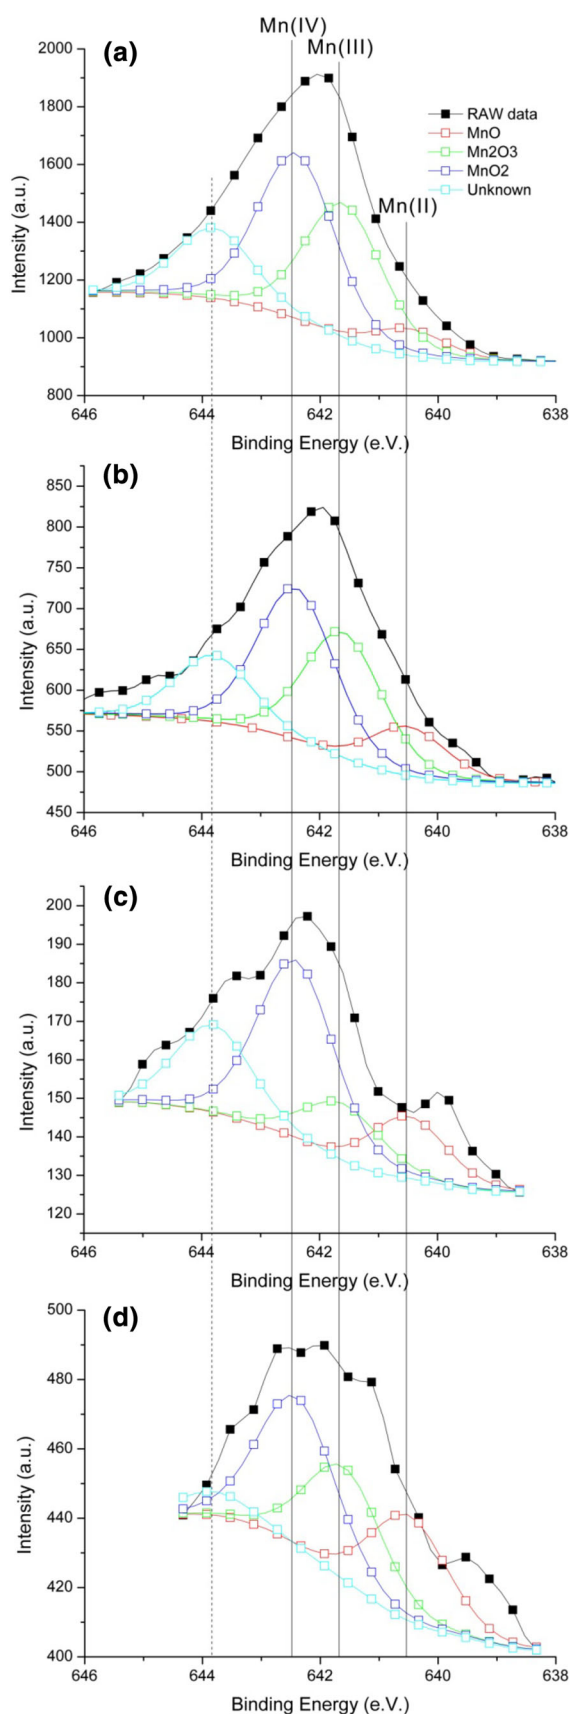 Mn(IV)
(a)
Mn(III)
2000
1800
1600
1400
1200
1000
800
RAW data
MnO
Mn2O3
MnO2
Unknown
Mn(II)
Intensity (a.u.)
646 644 642 640 638
Binding Energy (e.V.)
(b)
850
800
750
700
650
600
550
500
450
Intensity (a.u.)
646 644 642 640 638
Binding Energy (e.V.)
(c)
200
190
180
170
160
150
140
130
120
Intensity (a.u.)
646 644 642 640 638
Binding Energy (e.V.)
(d)
500
480
460
440
420
400
Intensity (a.u.)
646 644 642 640 638
Binding Energy (e.V.)